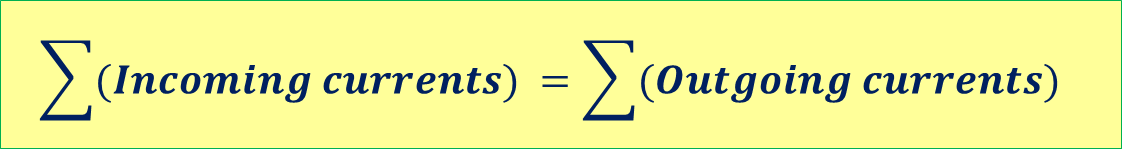 ∑(Incoming currents) = ∑(Outgoing currents)